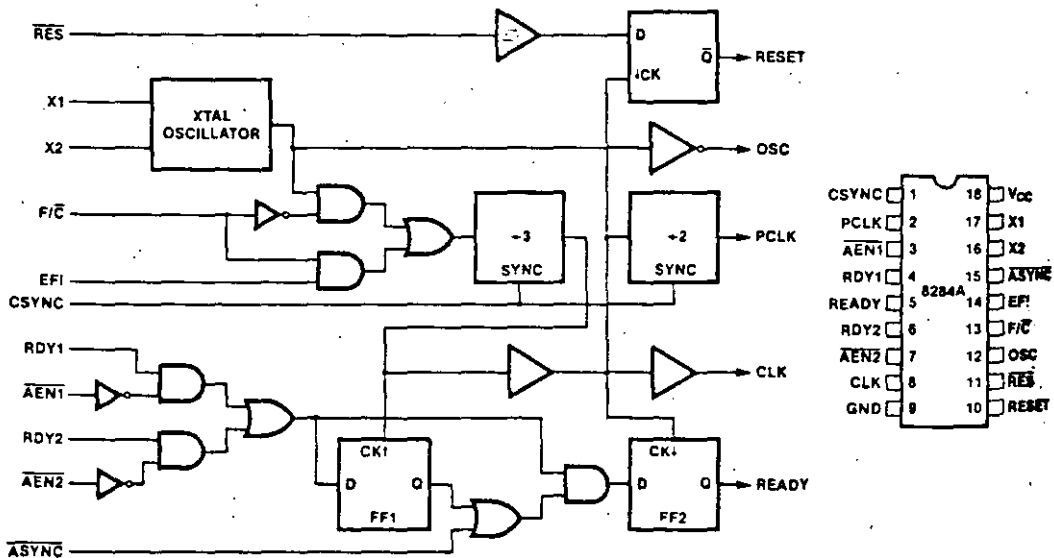 RES
D
Q
RESET
↓CK
X1
XTAL
OSCILLATOR
X2
OSC
F/C
÷3
÷2
PCLK
EFI
SYNC
SYNC
CSYNC
RDY1
AEN1
CLK
RDY2
AEN2
CK↑
D
Q
FF1
CK↓
D
Q
FF2
READY
ASYNC
CSYNC 1 18 VCC
PCLK 2 17 X1
AEN1 3 16 X2
RDY1 4 15 ASYNC
READY 5 8284A 14 EFI
RDY2 6 13 F/C
AEN2 7 12 OSC
CLK 8 11 RES
GND 9 10 RESET